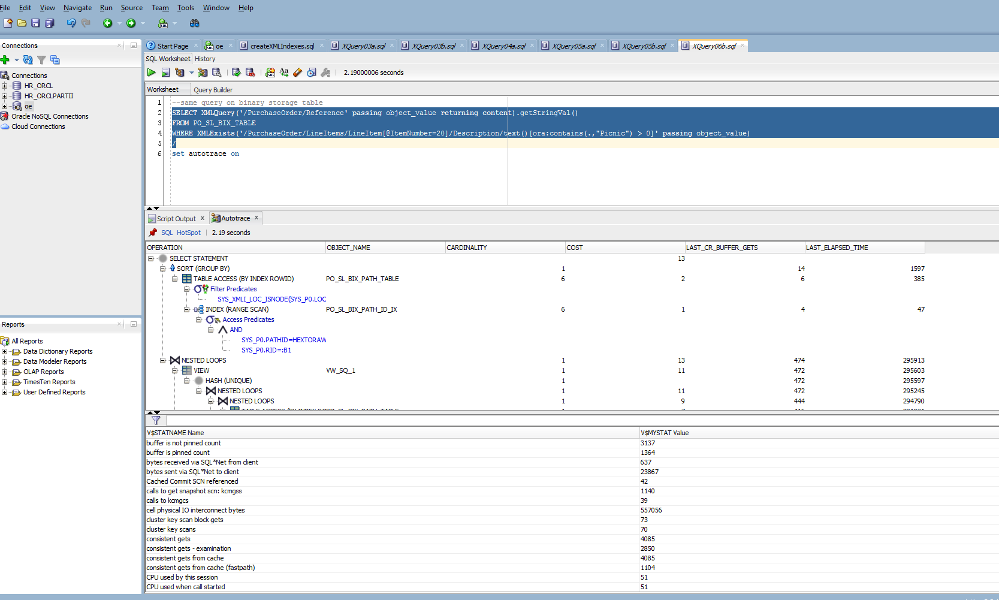 File Edit View Navigate Run Source Team Tools Window Help
Connections
Connections
HR_ORCL
HR_ORCLPARTII
oe
Oracle NoSQL Connections
Cloud Connections
Reports
All Reports
Data Dictionary Reports
Data Modeler Reports
OLAP Reports
TimesTen Reports
User Defined Reports
Start Page oe createXMLIndexes.sql XQuery03a.sql XQuery03b.sql XQuery04a.sql XQuery05a.sql XQuery05b.sql XQuery06b.sql
SQL Worksheet History
2.19000006 seconds
Worksheet Query Builder
1 --same query on binary storage table
2 SELECT XMLQuery('/PurchaseOrder/Reference' passing object_value returning content).getStringVal()
3 FROM PO_SL_BIX_TABLE
4 WHERE XMLExists('/PurchaseOrder/LineItems/LineItem[@ItemNumber=20]/Description/text()[ora:contains(.,"Picnic") > 0]' passing object_value)
5 /
6 set autotrace on
Script Output x Autotrace x
SQL HotSpot | 2.19 seconds
OPERATION OBJECT_NAME CARDINALITY COST LAST_CR_BUFFER_GETS LAST_ELAPSED_TIME
SELECT STATEMENT 13
SORT (GROUP BY) 1 14 1597
TABLE ACCESS (BY INDEX ROWID) PO_SL_BIX_PATH_TABLE 6 2 6 385
Filter Predicates
SYS_XMLI_LOC_ISNODE(SYS_P0.LOC
INDEX (RANGE SCAN) PO_SL_BIX_PATH_ID_IX 6 1 4 47
Access Predicates
AND
SYS_P0.PATHID=HEXTORAW
SYS_P0.RID=:B1
NESTED LOOPS 1 13 474 295913
VIEW VW_SQ_1 1 11 472 295603
HASH (UNIQUE) 1 472 295597
NESTED LOOPS 1 11 472 295245
NESTED LOOPS 1 9 444 294790
V$STATNAME Name V$MYSTAT Value
buffer is not pinned count 3137
buffer is pinned count 1364
bytes received via SQL*Net from client 637
bytes sent via SQL*Net to client 23867
Cached Commit SCN referenced 42
calls to get snapshot scn: kcmgss 1140
calls to kcmgcs 39
cell physical IO interconnect bytes 557056
cluster key scan block gets 73
cluster key scans 70
consistent gets 4085
consistent gets - examination 2850
consistent gets from cache 4085
consistent gets from cache (fastpath) 1104
CPU used by this session 51
CPU used when call started 51